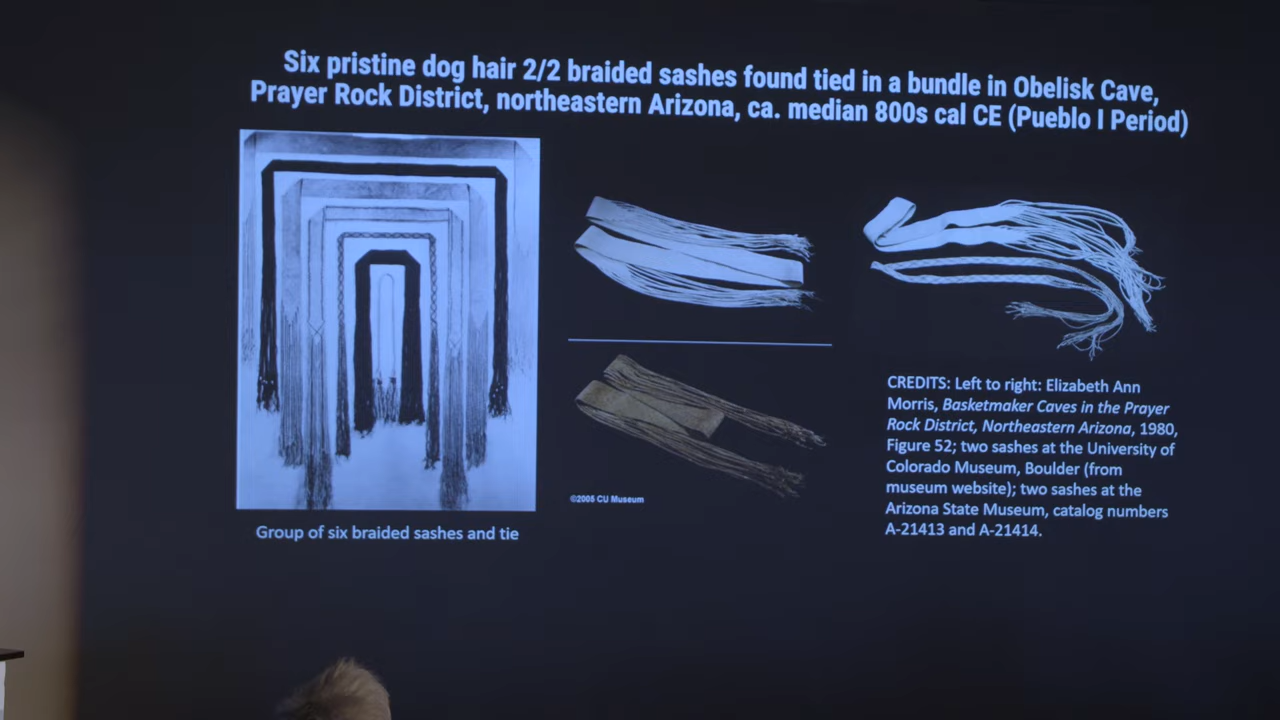 Six pristine dog hair 2/2 braided sashes found tied in a bundle in Obelisk Cave,
Prayer Rock District, northeastern Arizona, ca. median 800s cal CE (Pueblo I Period)
©2005 CU Museum
Group of six braided sashes and tie
CREDITS: Left to right: Elizabeth Ann
Morris, Basketmaker Caves in the Prayer
Rock District, Northeastern Arizona, 1980,
Figure 52; two sashes at the University of
Colorado Museum, Boulder (from
museum website); two sashes at the
Arizona State Museum, catalog numbers
A-21413 and A-21414.